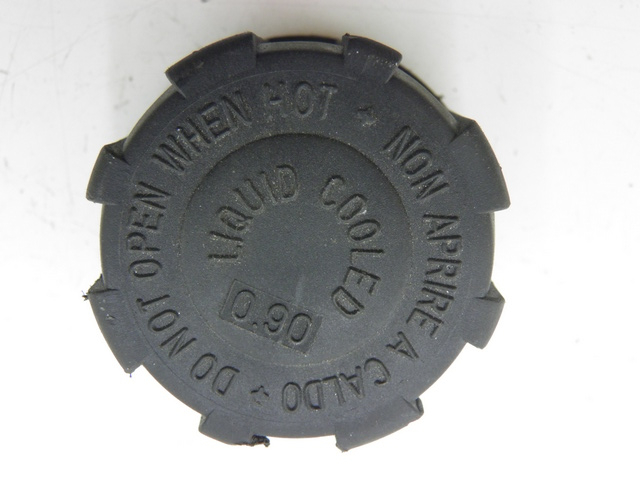 DO NOT OPEN WHEN HOT + NON APRIRE A CALDO +
LIQUID COOLED
0.90